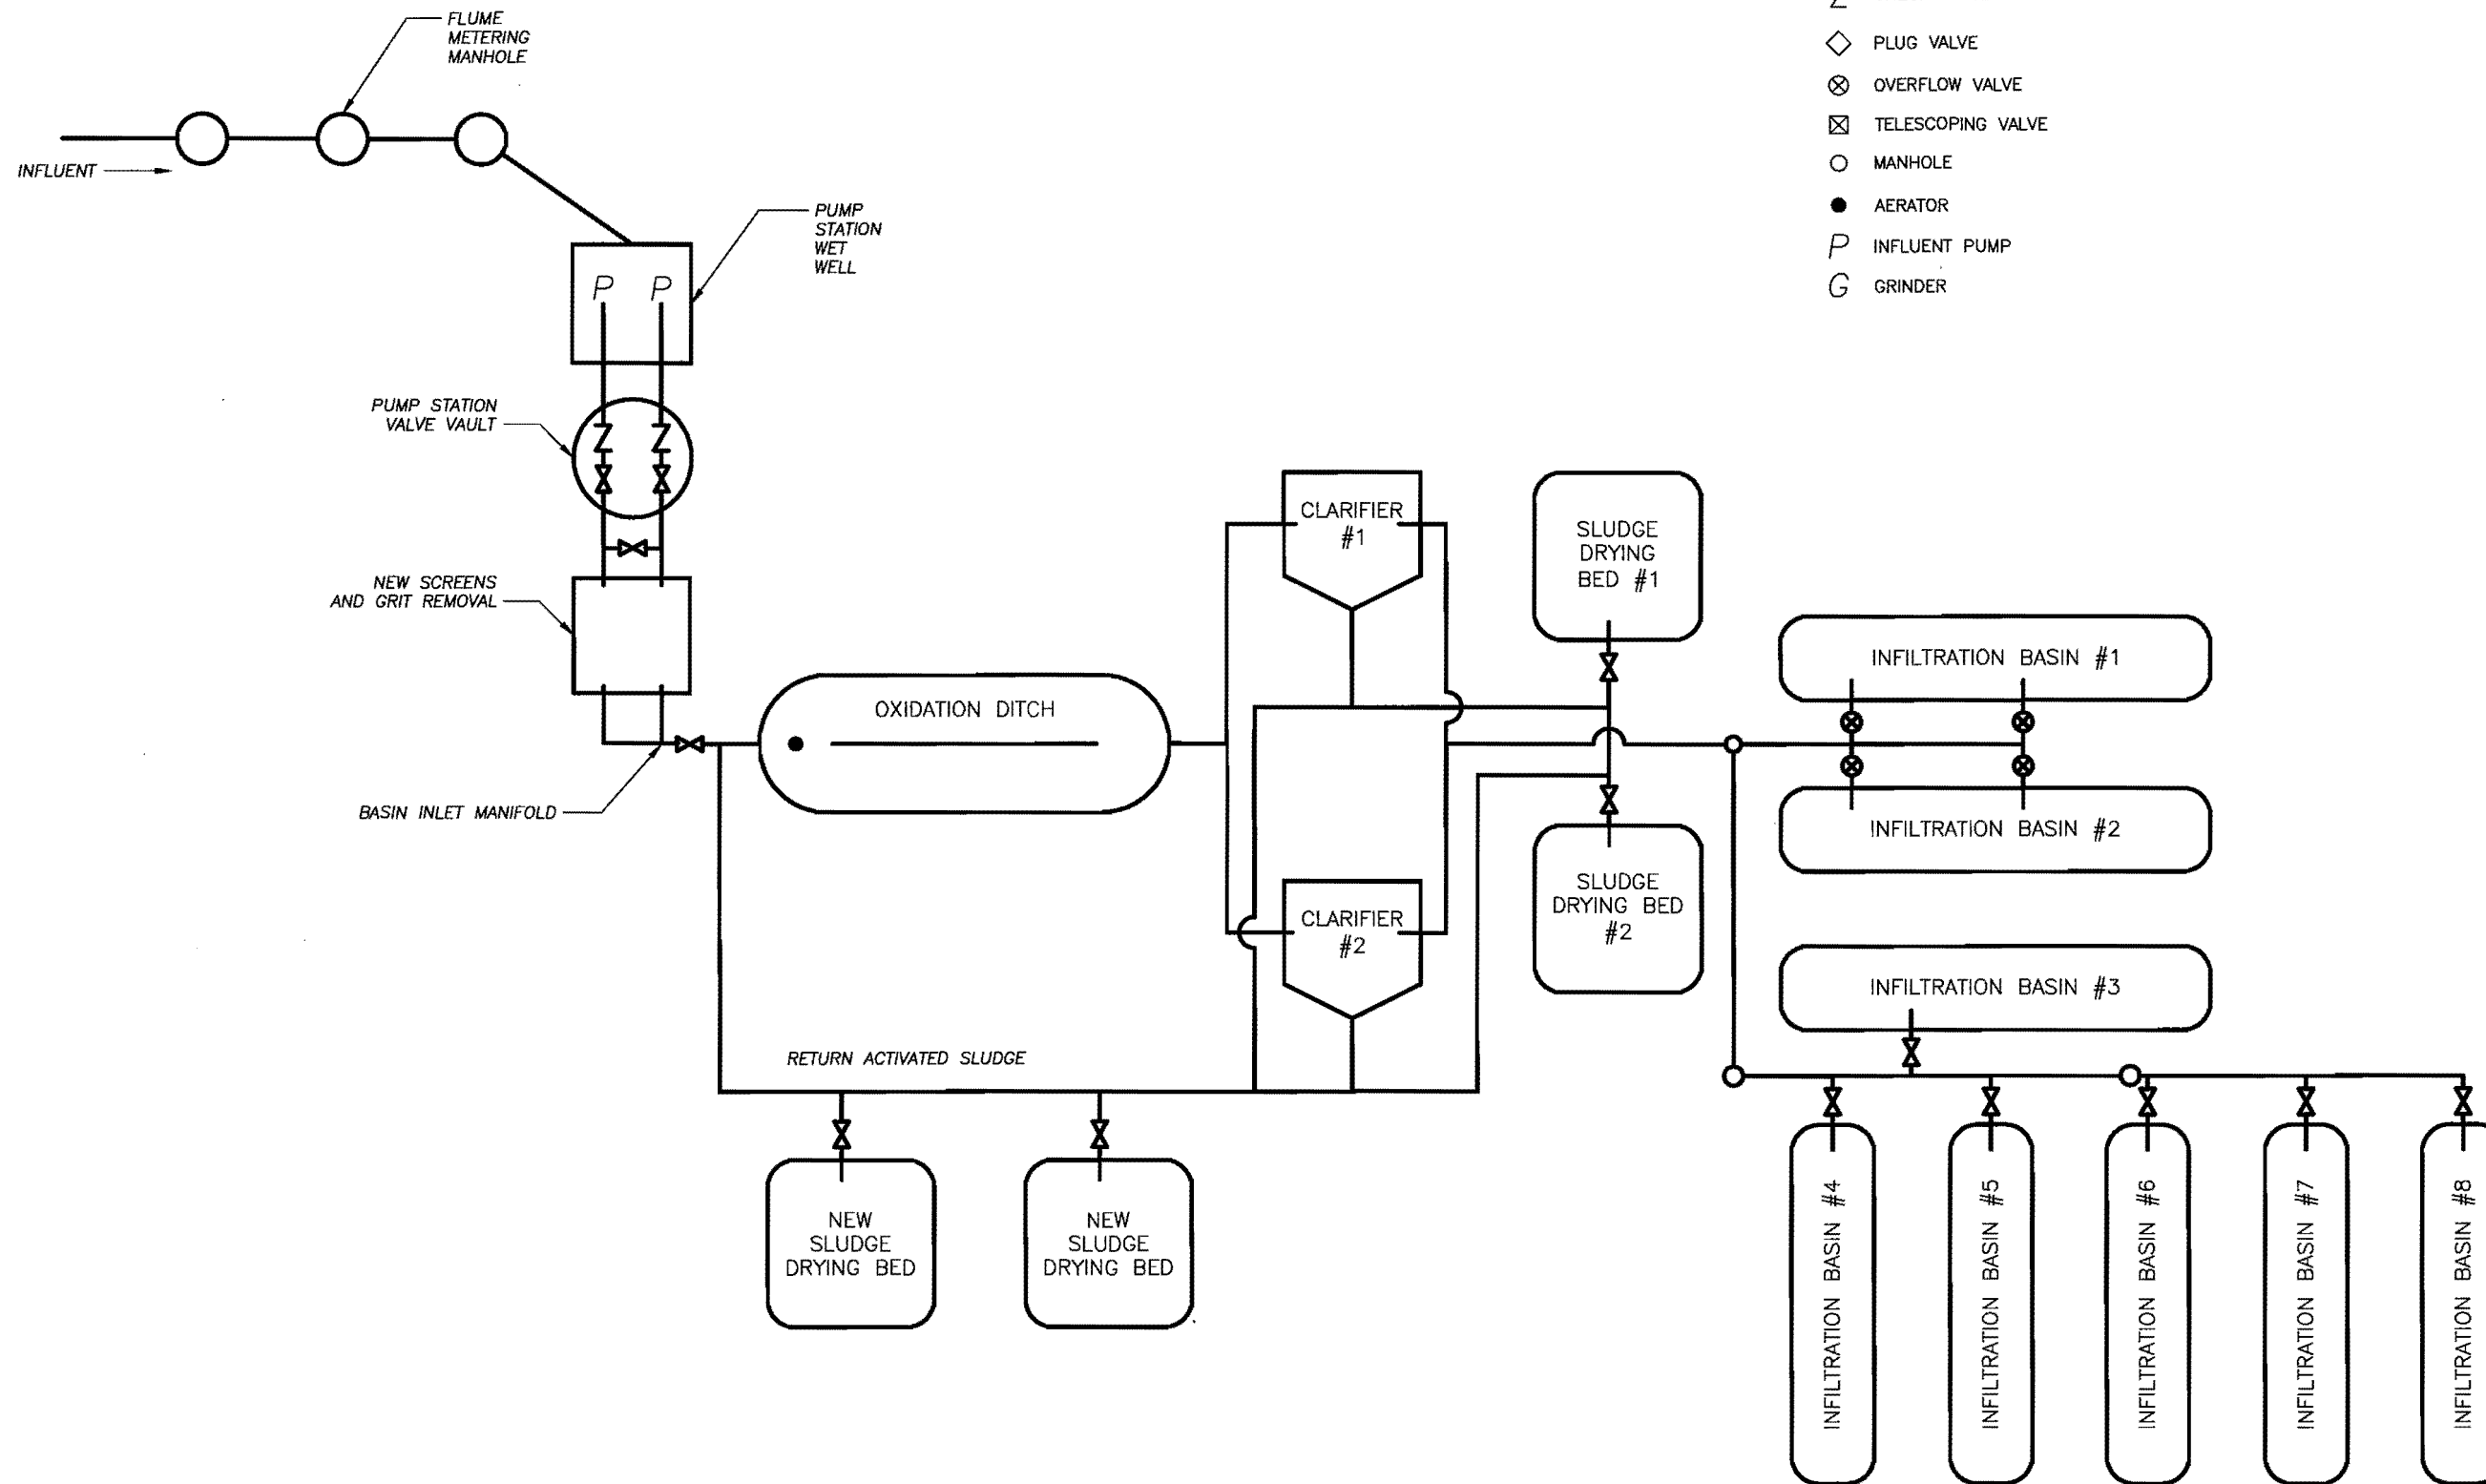 FLUME
METERING
MANHOLE
INFLUENT
PUMP
STATION
WET
WELL
PLUG VALVE
OVERFLOW VALVE
TELESCOPING VALVE
MANHOLE
AERATOR
P INFLUENT PUMP
G GRINDER
P P
PUMP STATION
VALVE VAULT
NEW SCREENS
AND GRIT REMOVAL
BASIN INLET MANIFOLD
OXIDATION DITCH
CLARIFIER
#1
CLARIFIER
#2
SLUDGE
DRYING
BED #1
SLUDGE
DRYING BED
#2
INFILTRATION BASIN #1
INFILTRATION BASIN #2
INFILTRATION BASIN #3
RETURN ACTIVATED SLUDGE
NEW
SLUDGE
DRYING BED
NEW
SLUDGE
DRYING BED
INFILTRATION BASIN #4
INFILTRATION BASIN #5
INFILTRATION BASIN #6
INFILTRATION BASIN #7
INFILTRATION BASIN #8